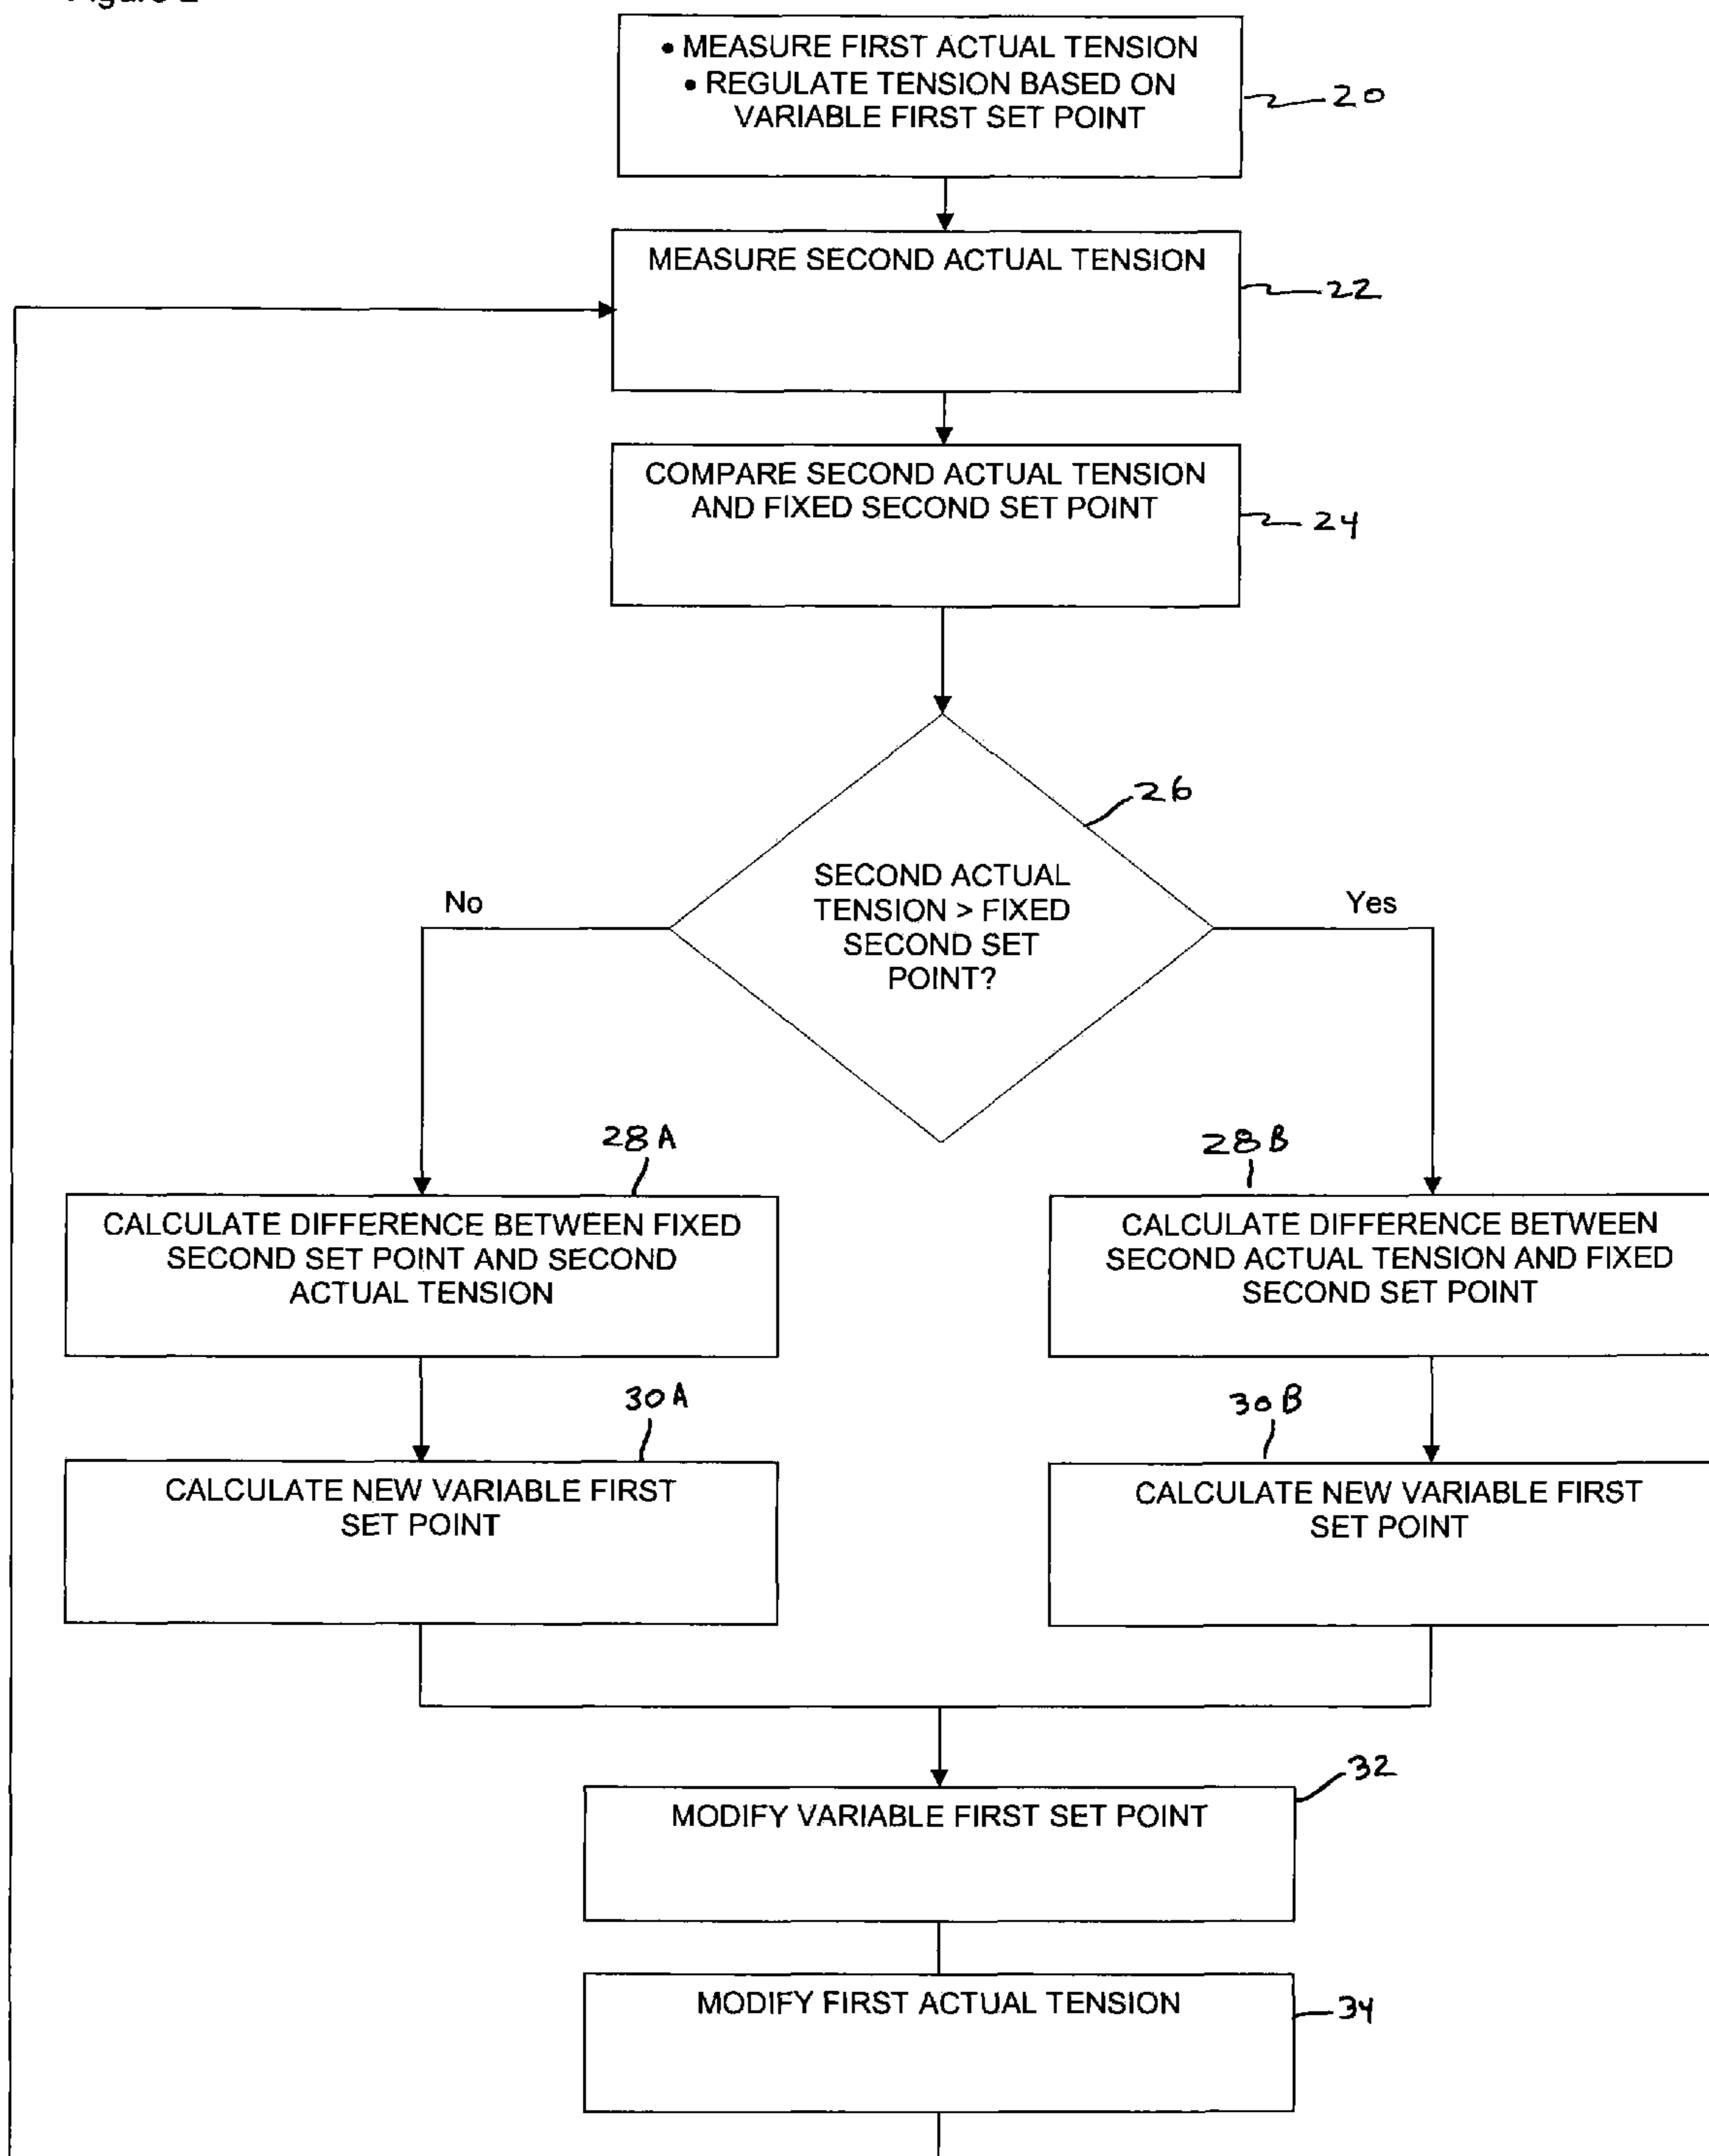 • MEASURE FIRST ACTUAL TENSION
• REGULATE TENSION BASED ON
VARIABLE FIRST SET POINT
20
MEASURE SECOND ACTUAL TENSION
22
COMPARE SECOND ACTUAL TENSION
AND FIXED SECOND SET POINT
24
26
SECOND ACTUAL
TENSION > FIXED
SECOND SET
POINT?
No
Yes
28A
28B
CALCULATE DIFFERENCE BETWEEN FIXED
SECOND SET POINT AND SECOND
ACTUAL TENSION
CALCULATE DIFFERENCE BETWEEN
SECOND ACTUAL TENSION AND FIXED
SECOND SET POINT
30A
30B
CALCULATE NEW VARIABLE FIRST
SET POINT
CALCULATE NEW VARIABLE FIRST
SET POINT
32
MODIFY VARIABLE FIRST SET POINT
MODIFY FIRST ACTUAL TENSION
34